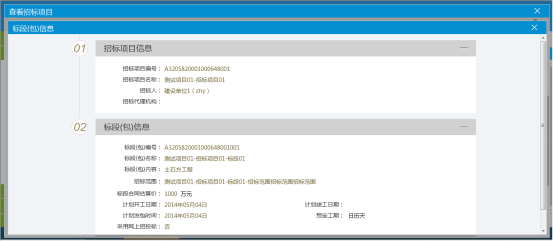 查看招标项目
标段(包)信息
01 招标项目信息
招标项目编号： A3205820001000648001
招标项目名称： 测试项目01-招标项目01
招标人： 建设单位1（zhy）
招标代理机构：
02 标段(包)信息
标段(包)编号： A3205820001000648001001
标段(包)名称： 测试项目01-招标项目01-标段01
标段(包)内容： 土石方工程
招标范围： 测试项目01-招标项目01-标段01-招标范围招标范围招标范围
标段合同估算价： 1000 万元
计划开工日期： 2014年05月04日 计划竣工日期：
计划发包时间： 2014年05月04日 预设工期： 日历天
采用网上招投标： 否